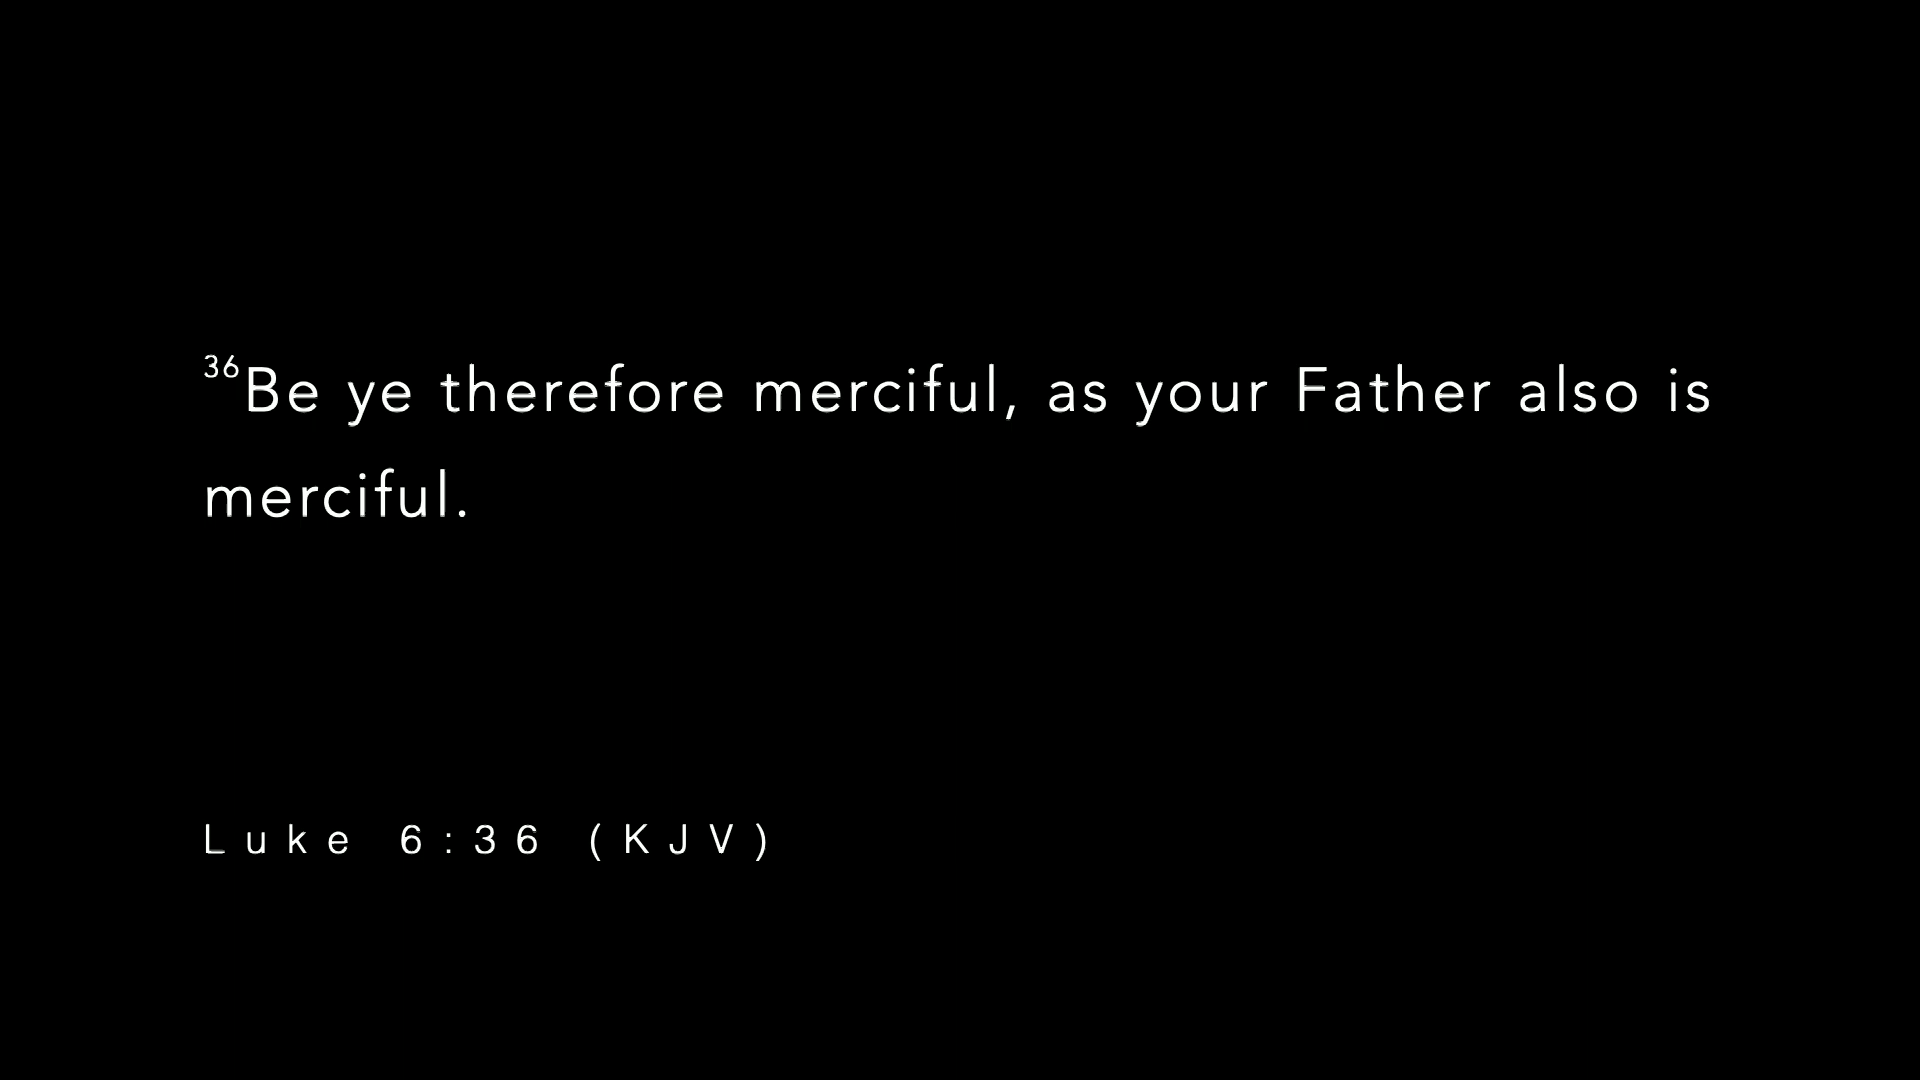 36Be ye therefore merciful, as your Father also is
merciful.
Luke 6:36 (KJV)